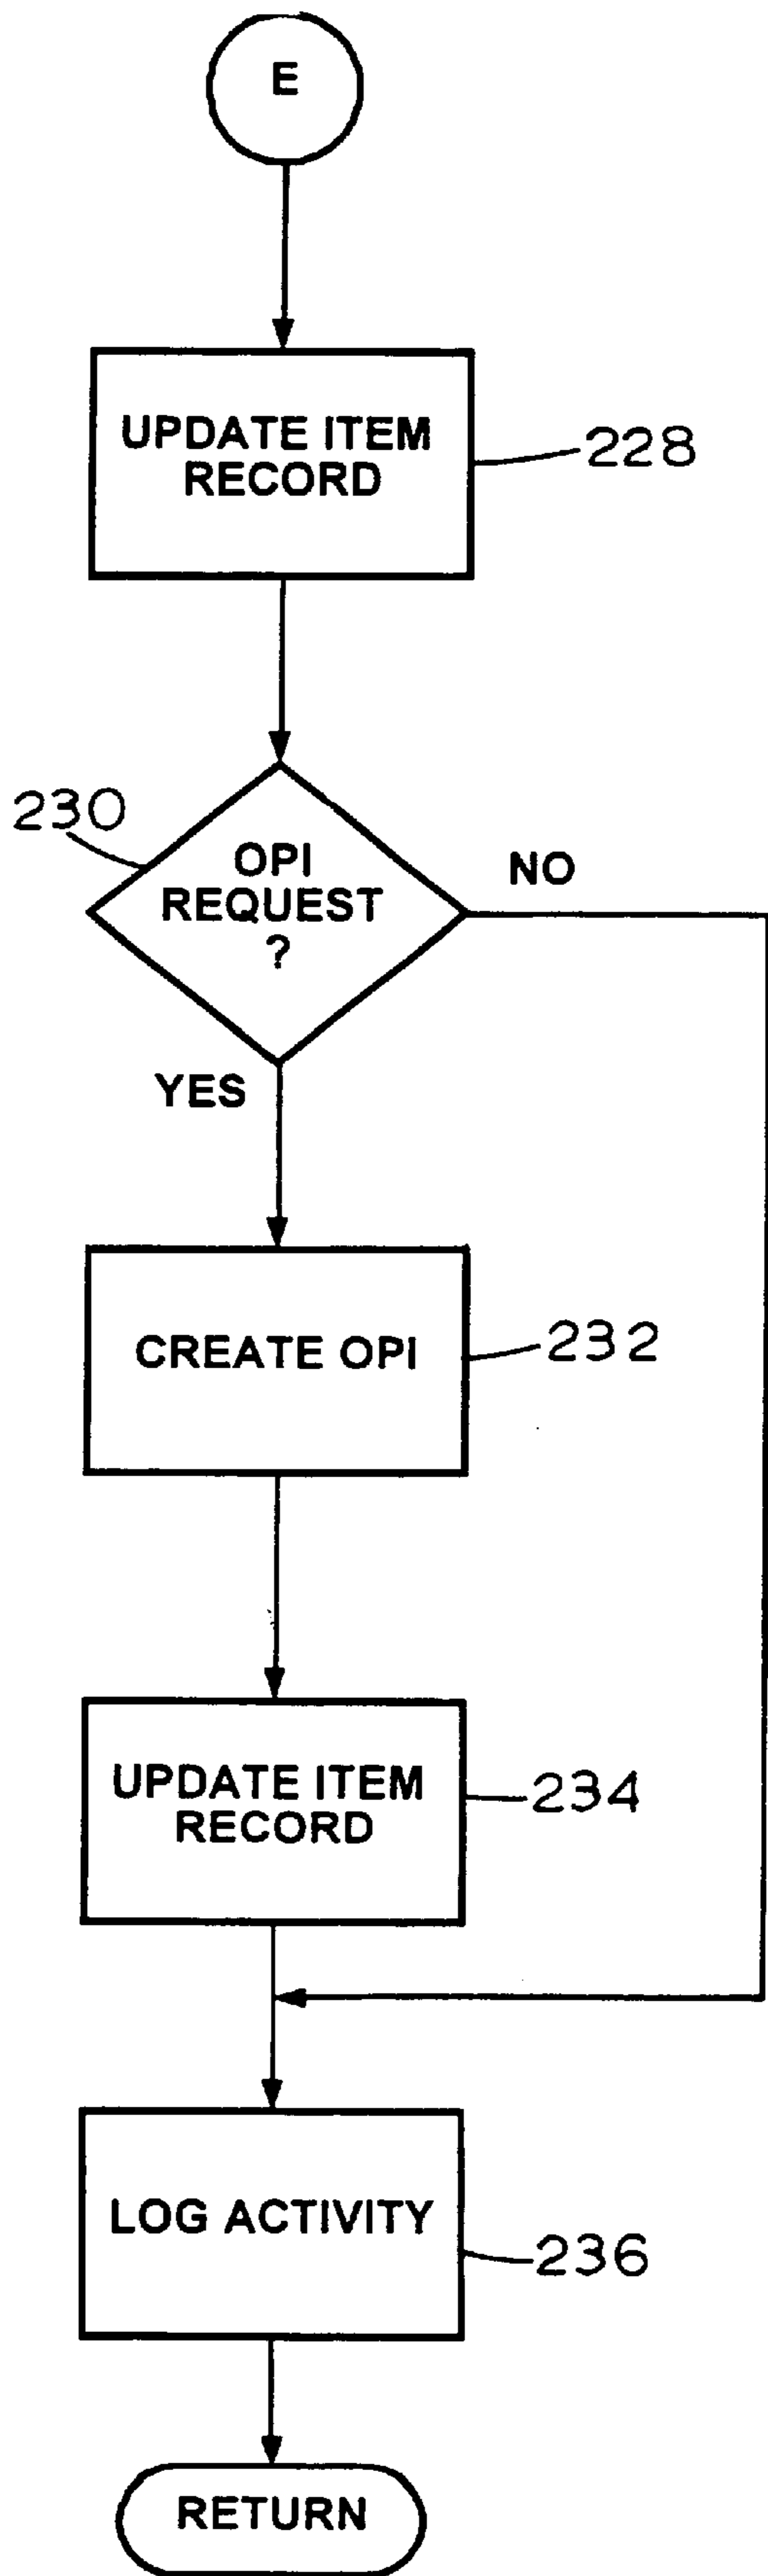 E
UPDATE ITEM
RECORD
228
230
OPI
REQUEST
?
NO
YES
CREATE OPI
232
UPDATE ITEM
RECORD
234
LOG ACTIVITY
236
RETURN